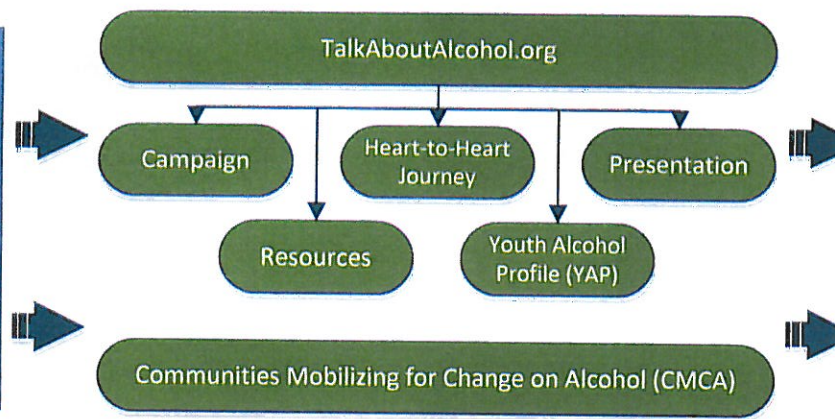 TalkAboutAlcohol.org
Campaign
Heart-to-Heart
Journey
Presentation
Resources
Youth Alcohol
Profile (YAP)
Communities Mobilizing for Change on Alcohol (CMCA)